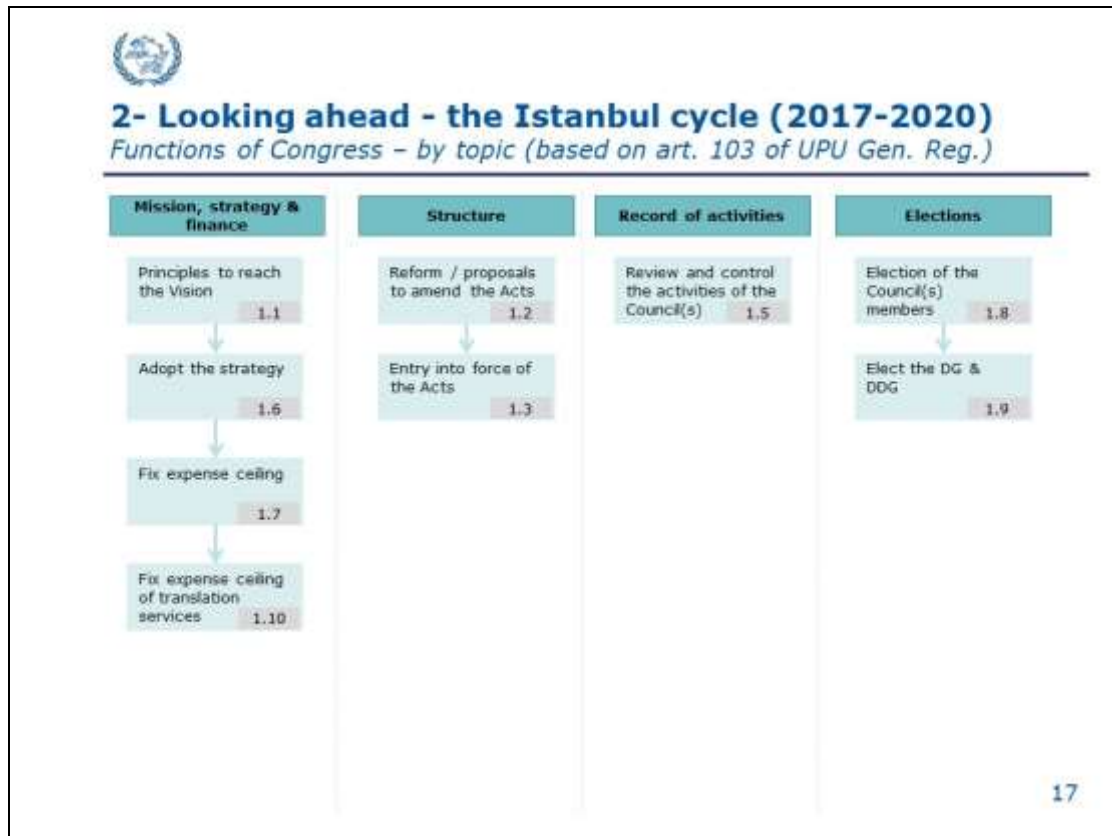 2- Looking ahead - the Istanbul cycle (2017-2020)
Functions of Congress – by topic (based on art. 103 of UPU Gen. Reg.)
Mission, strategy &
finance
Principles to reach
the Vision
1.1
Adopt the strategy
1.6
Fix expense ceiling
1.7
Fix expense ceiling
of translation
services 1.10
Structure
Reform / proposals
to amend the Acts
1.2
Entry into force of
the Acts
1.3
Record of activities
Review and control
the activities of the
Council(s) 1.5
Elections
Election of the
Council(s)
members 1.8
Elect the DG &
DDG
1.9
17